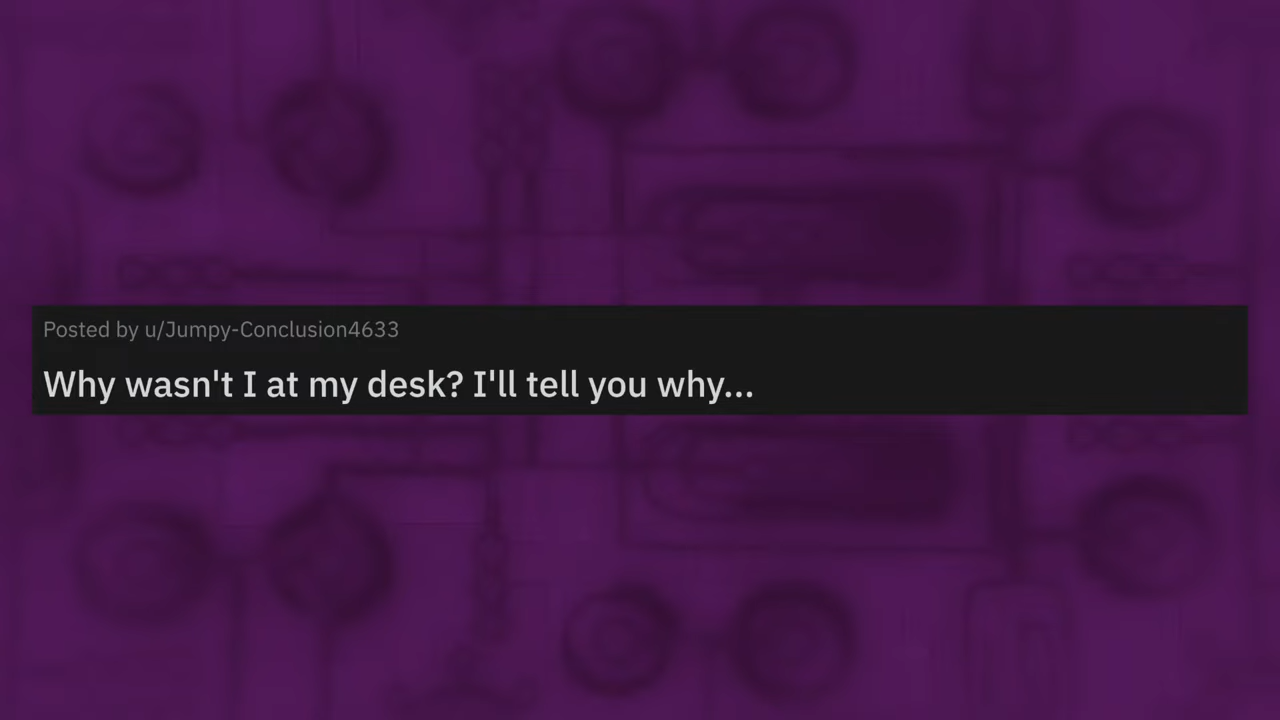 Posted by u/Jumpy-Conclusion4633
Why wasn't I at my desk? I'll tell you why...